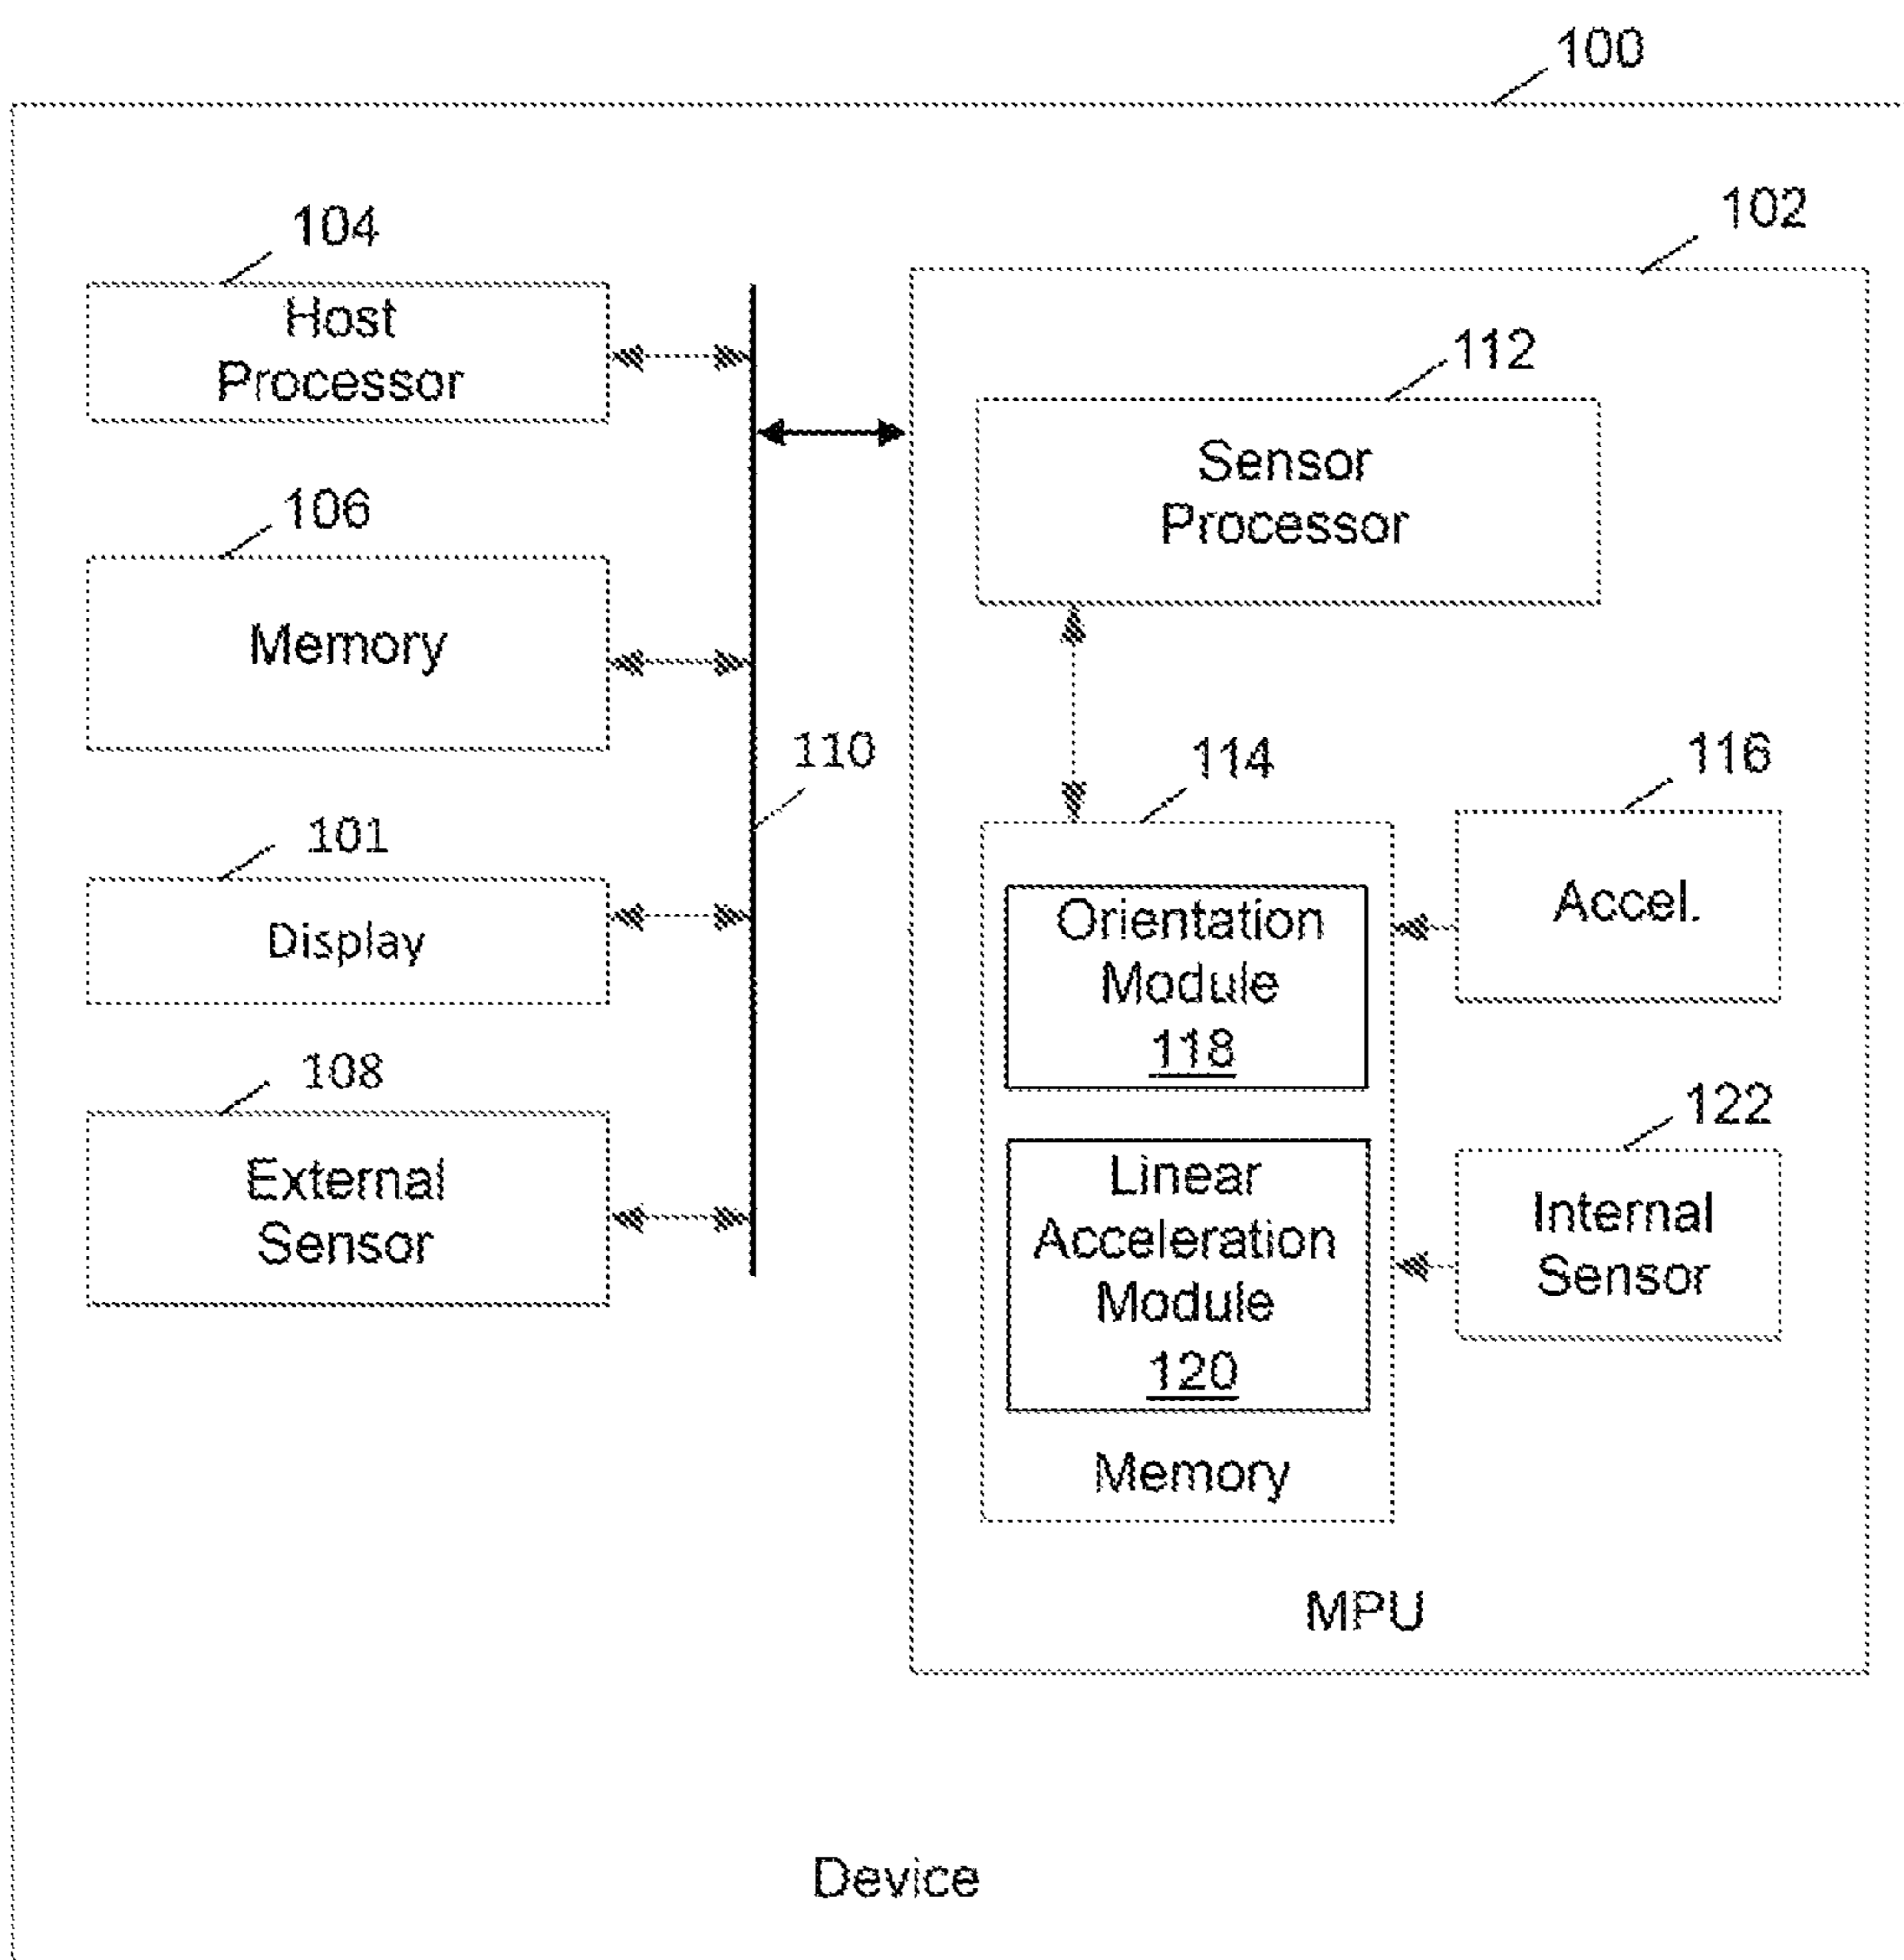 100
102
104
Host
Processor
112
Sensor
Processor
106
Memory
110
114
116
101
Display
Orientation
Module
118
Accel.
108
External
Sensor
122
Linear
Acceleration
Module
120
Internal
Sensor
Memory
MPU
Device